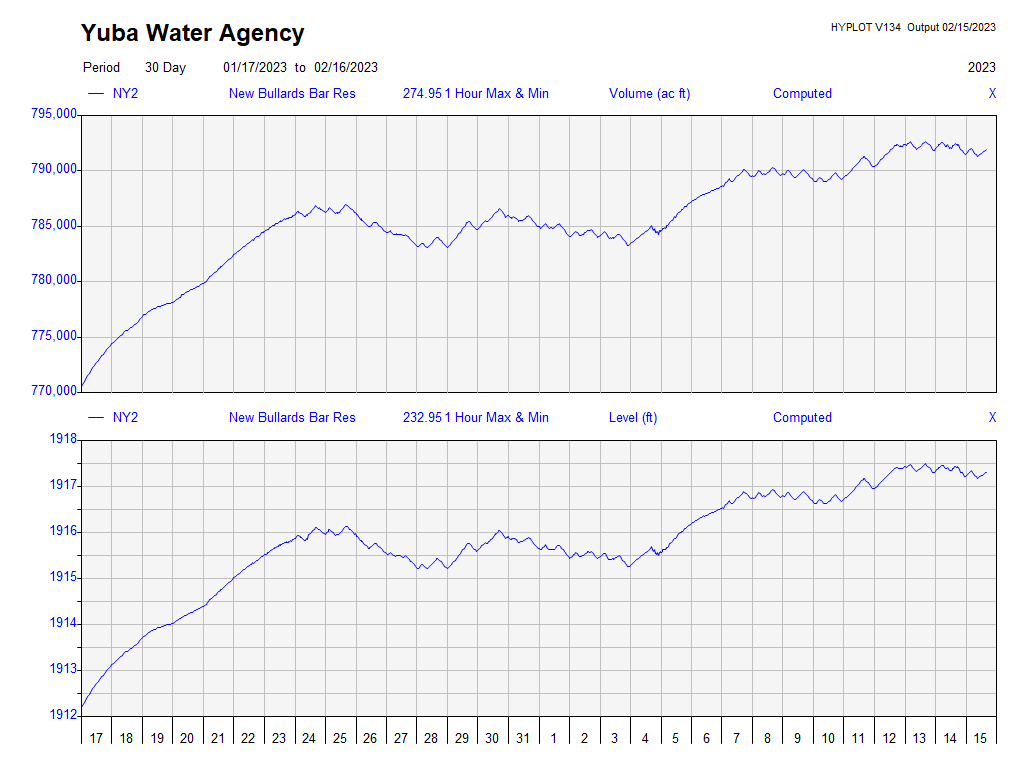 Yuba Water Agency
HYPLOT V134 Output 02/15/2023
Period 30 Day 01/17/2023 to 02/16/2023 2023
NY2 New Bullards Bar Res 274.95 1 Hour Max & Min Volume (ac ft) Computed X
795,000
790,000
785,000
780,000
775,000
770,000
NY2 New Bullards Bar Res 232.95 1 Hour Max & Min Level (ft) Computed X
1918
1917
1916
1915
1914
1913
1912
17 18 19 20 21 22 23 24 25 26 27 28 29 30 31 1 2 3 4 5 6 7 8 9 10 11 12 13 14 15